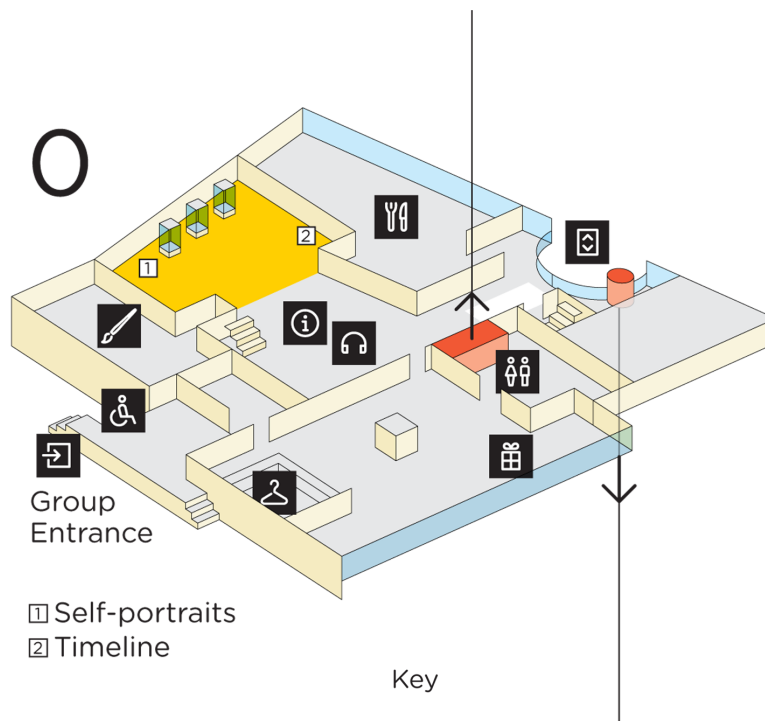 0
2
1
Group
Entrance
1 Self-portraits
2 Timeline
Key